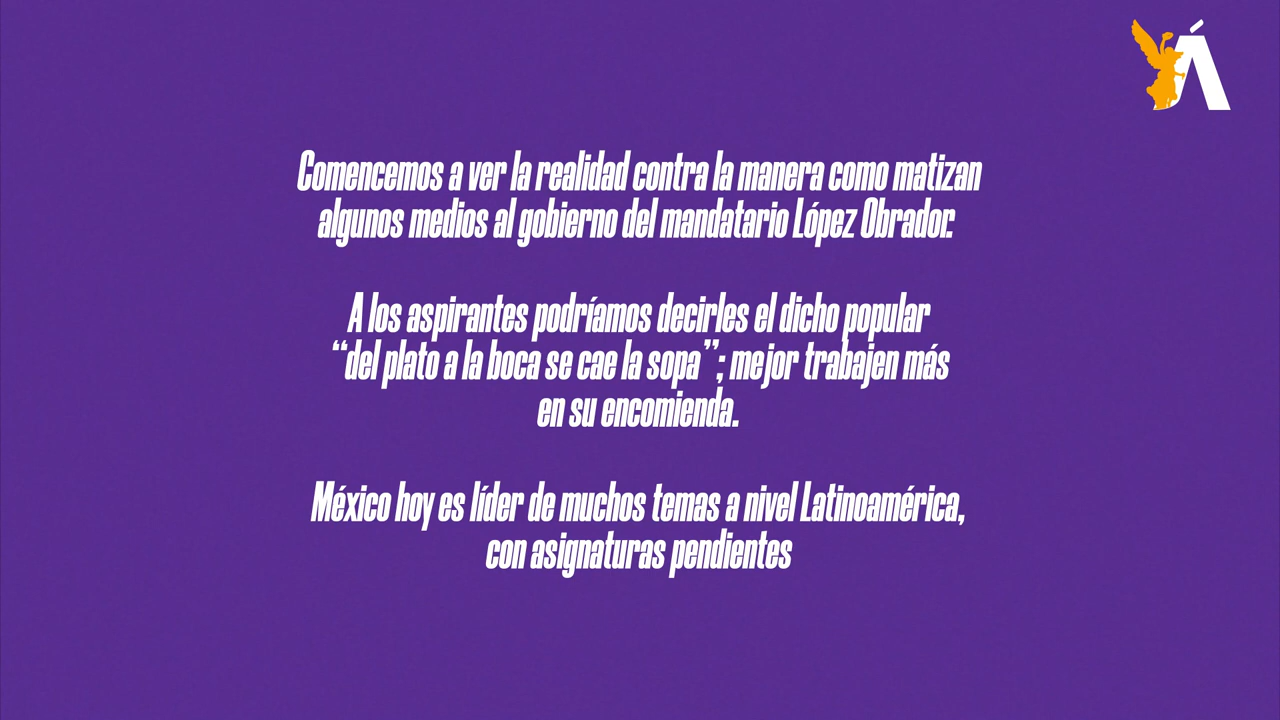 Á
Comencemos a ver la realidad contra la manera como matizan
algunos medios al gobierno del mandatario López Obrador.
A los aspirantes podríamos decirles el dicho popular
“del plato a la boca se cae la sopa”; mejor trabajen más
en su encomienda.
México hoy es líder de muchos temas a nivel Latinoamérica,
con asignaturas pendientes